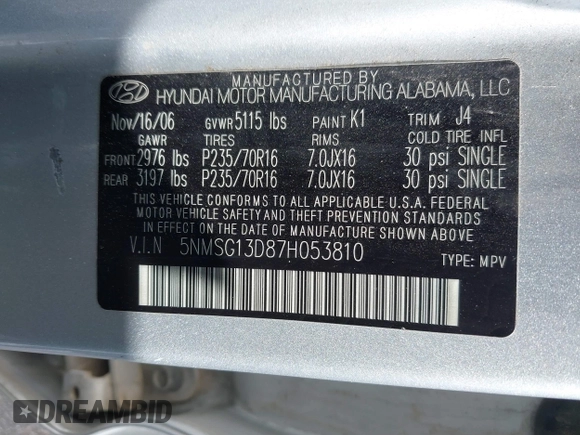 MANUFACTURED BY
HYUNDAI MOTOR MANUFACTURING ALABAMA, LLC
Nov/16/06 GVWR 5115 lbs PAINT K1 TRIM J4
GAWR TIRES RIMS COLD TIRE INFL
FRONT 2976 lbs P235/70R16 7.0JX16 30 psi SINGLE
REAR 3197 lbs P235/70R16 7.0JX16 30 psi SINGLE
THIS VEHICLE CONFORMS TO ALL APPLICABLE U.S.A. FEDERAL
MOTOR VEHICLE SAFETY AND THEFT PREVENTION STANDARDS
IN EFFECT ON THE DATE OF MANUFACTURE SHOWN ABOVE.
V.I.N 5NMSG13D87H053810
TYPE: MPV
DREAMBID